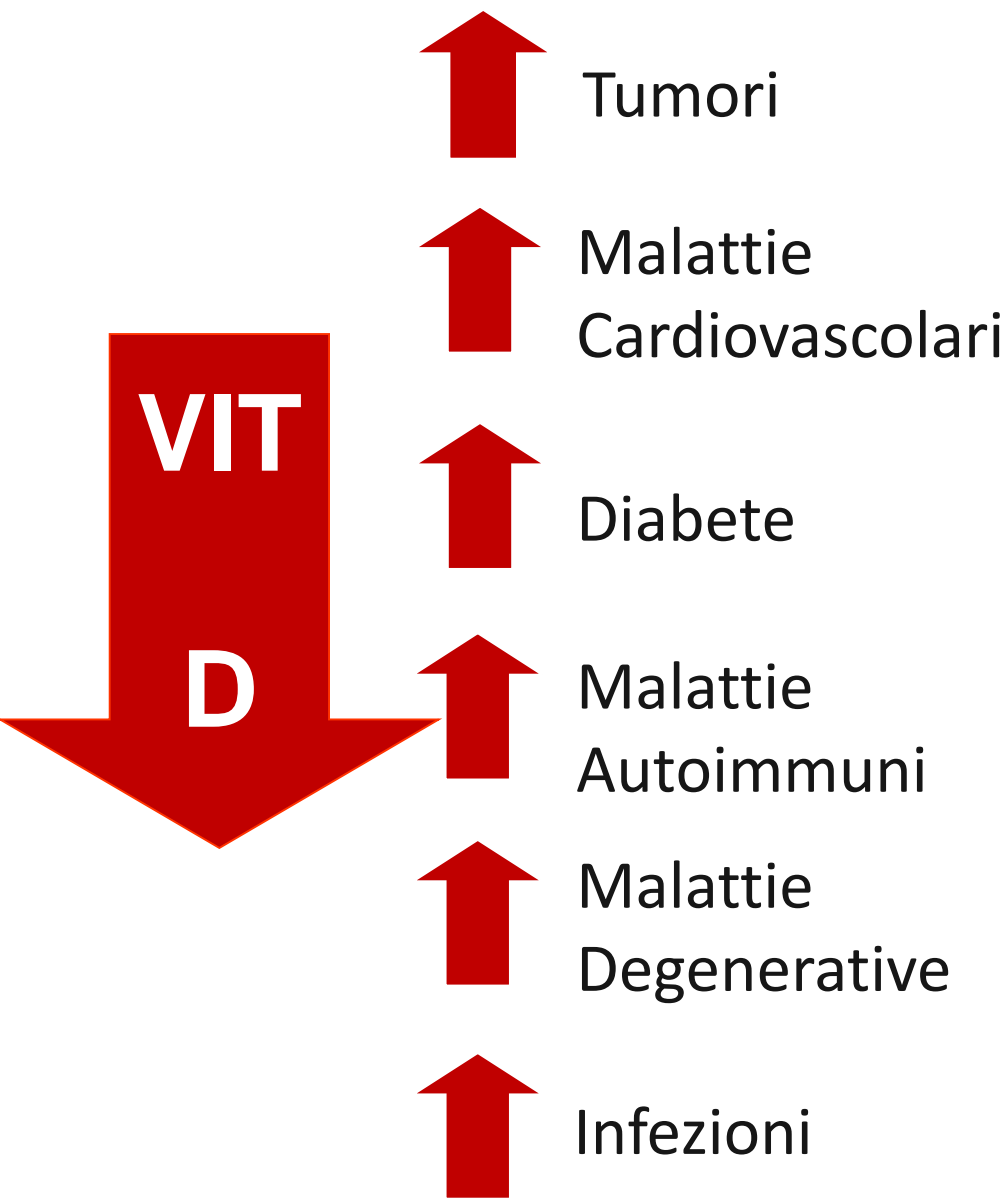 Tumori
Malattie
Cardiovascolari
VIT
D
Diabete
Malattie
Autoimmuni
Malattie
Degenerative
Infezioni